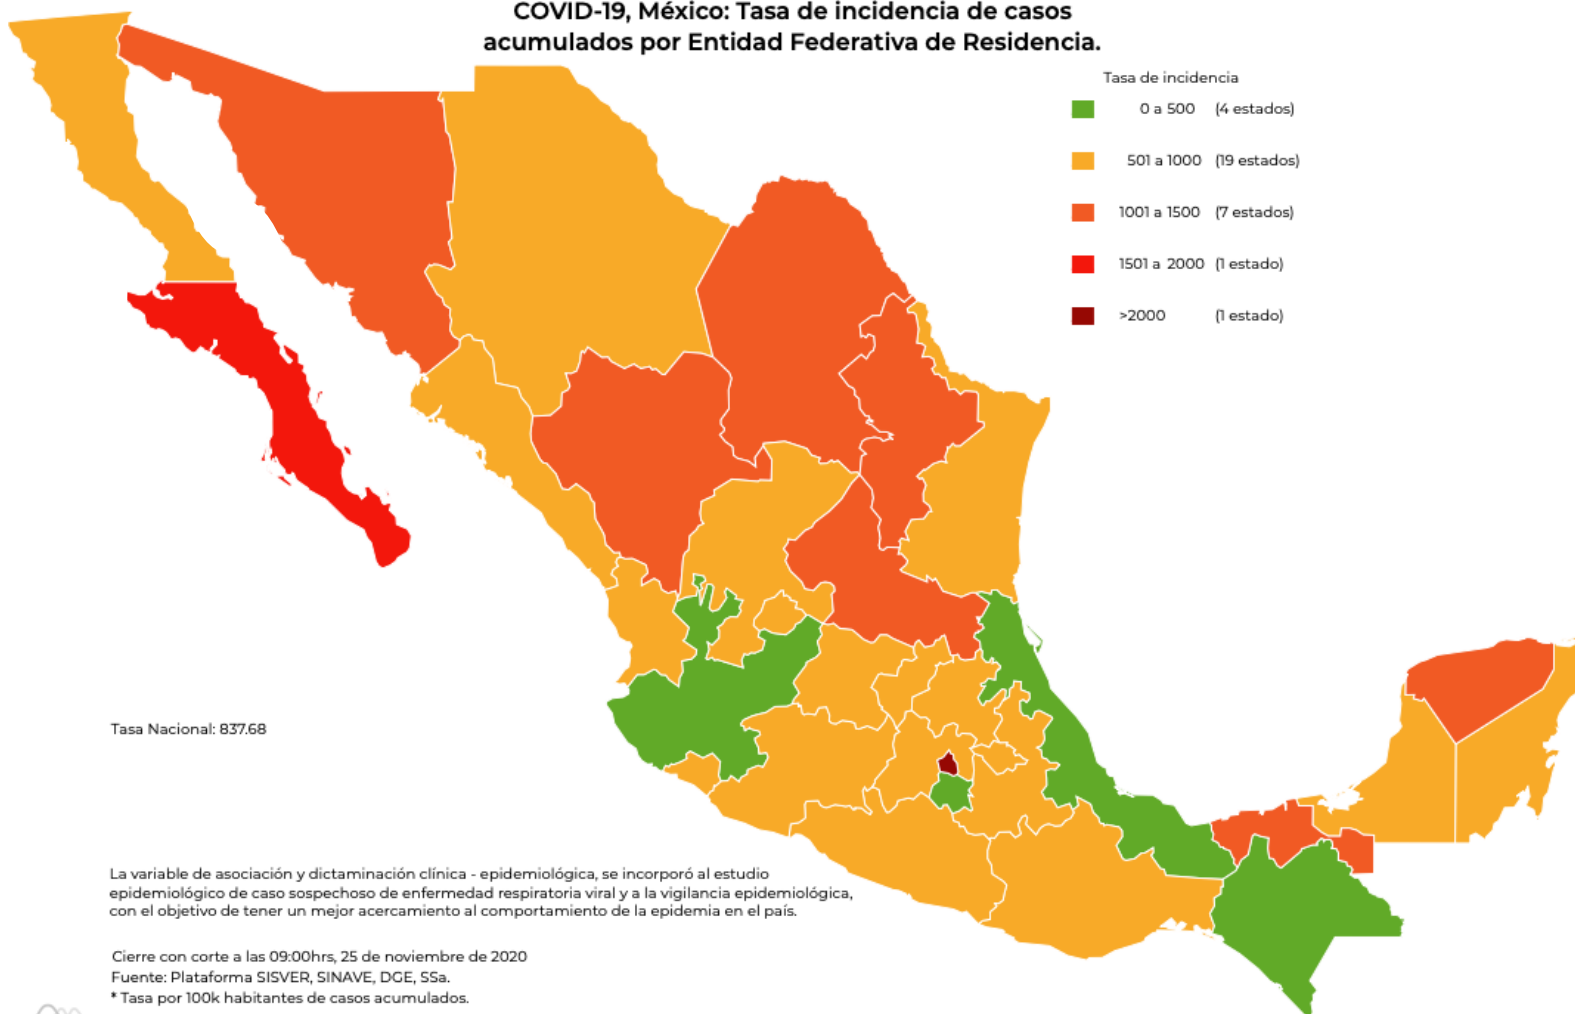 COVID-19, México: Tasa de incidencia de casos
acumulados por Entidad Federativa de Residencia.
Tasa de incidencia
0 a 500 (4 estados)
501 a 1000 (19 estados)
1001 a 1500 (7 estados)
1501 a 2000 (1 estado)
>2000 (1 estado)
Tasa Nacional: 837.68
La variable de asociación y dictaminación clínica - epidemiológica, se incorporó al estudio
epidemiológico de caso sospechoso de enfermedad respiratoria viral y a la vigilancia epidemiológica,
con el objetivo de tener un mejor acercamiento al comportamiento de la epidemia en el país.
Cierre con corte a las 09:00hrs, 25 de noviembre de 2020
Fuente: Plataforma SISVER, SINAVE, DGE, SSa.
* Tasa por 100k habitantes de casos acumulados.